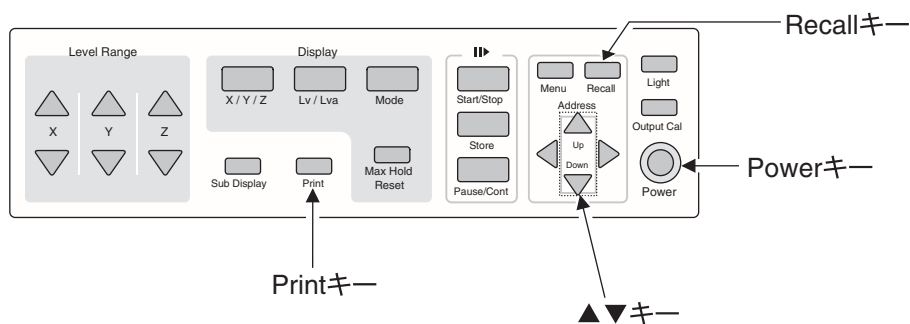 Recallキー
Level Range
Display
X / Y / Z
Lv / Lva
Mode
Start/Stop
Menu
Recall
Light
Address
X
Y
Z
Up
Output Cal
Store
Sub Display
Print
Max Hold
Reset
Down
Pause/Cont
Power
Powerキー
Printキー
▲▼キー